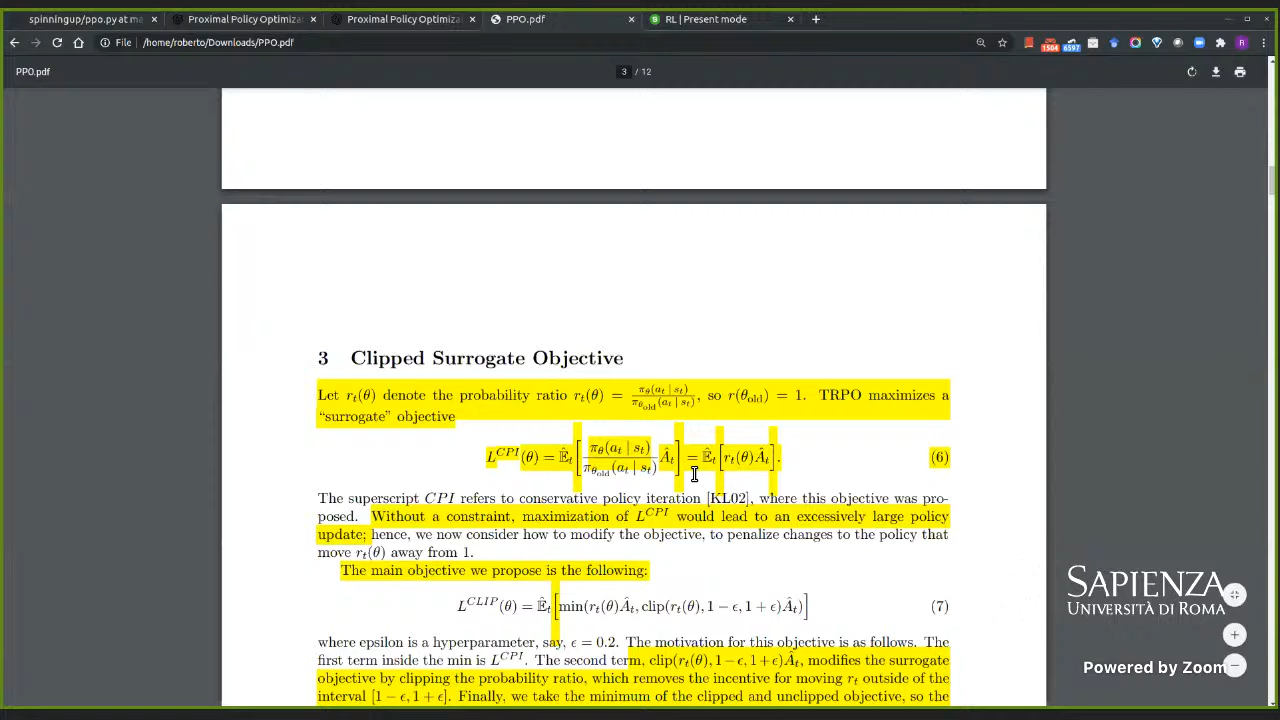 spinningup/ppo.py at ma
Proximal Policy Optimiza
Proximal Policy Optimiza
PPO.pdf
RL | Present mode
File
/home/roberto/Downloads/PPO.pdf
1504
6597
R
PPO.pdf
3 / 12
3 Clipped Surrogate Objective
Let r_t(θ) denote the probability ratio r_t(θ) = π_θ(a_t | s_t) / π_θ_old(a_t | s_t), so r(θ_old) = 1. TRPO maximizes a
“surrogate” objective
L^{CPI}(θ) = Ê_t[π_θ(a_t | s_t) / π_θ_old(a_t | s_t) Â_t] = Ê_t[r_t(θ)Â_t]. (6)
The superscript CPI refers to conservative policy iteration [KL02], where this objective was pro-
posed. Without a constraint, maximization of L^{CPI} would lead to an excessively large policy
update; hence, we now consider how to modify the objective, to penalize changes to the policy that
move r_t(θ) away from 1.
The main objective we propose is the following:
L^{CLIP}(θ) = Ê_t[min(r_t(θ)Â_t, clip(r_t(θ), 1 − ϵ, 1 + ϵ)Â_t)] (7)
where epsilon is a hyperparameter, say, ϵ = 0.2. The motivation for this objective is as follows. The
first term inside the min is L^{CPI}. The second term, clip(r_t(θ), 1 − ϵ, 1 + ϵ)Â_t, modifies the surrogate
objective by clipping the probability ratio, which removes the incentive for moving r_t outside of the
interval [1 − ϵ, 1 + ϵ]. Finally, we take the minimum of the clipped and unclipped objective, so the
SAPIENZA
UNIVERSITÀ DI ROMA
Powered by Zoom